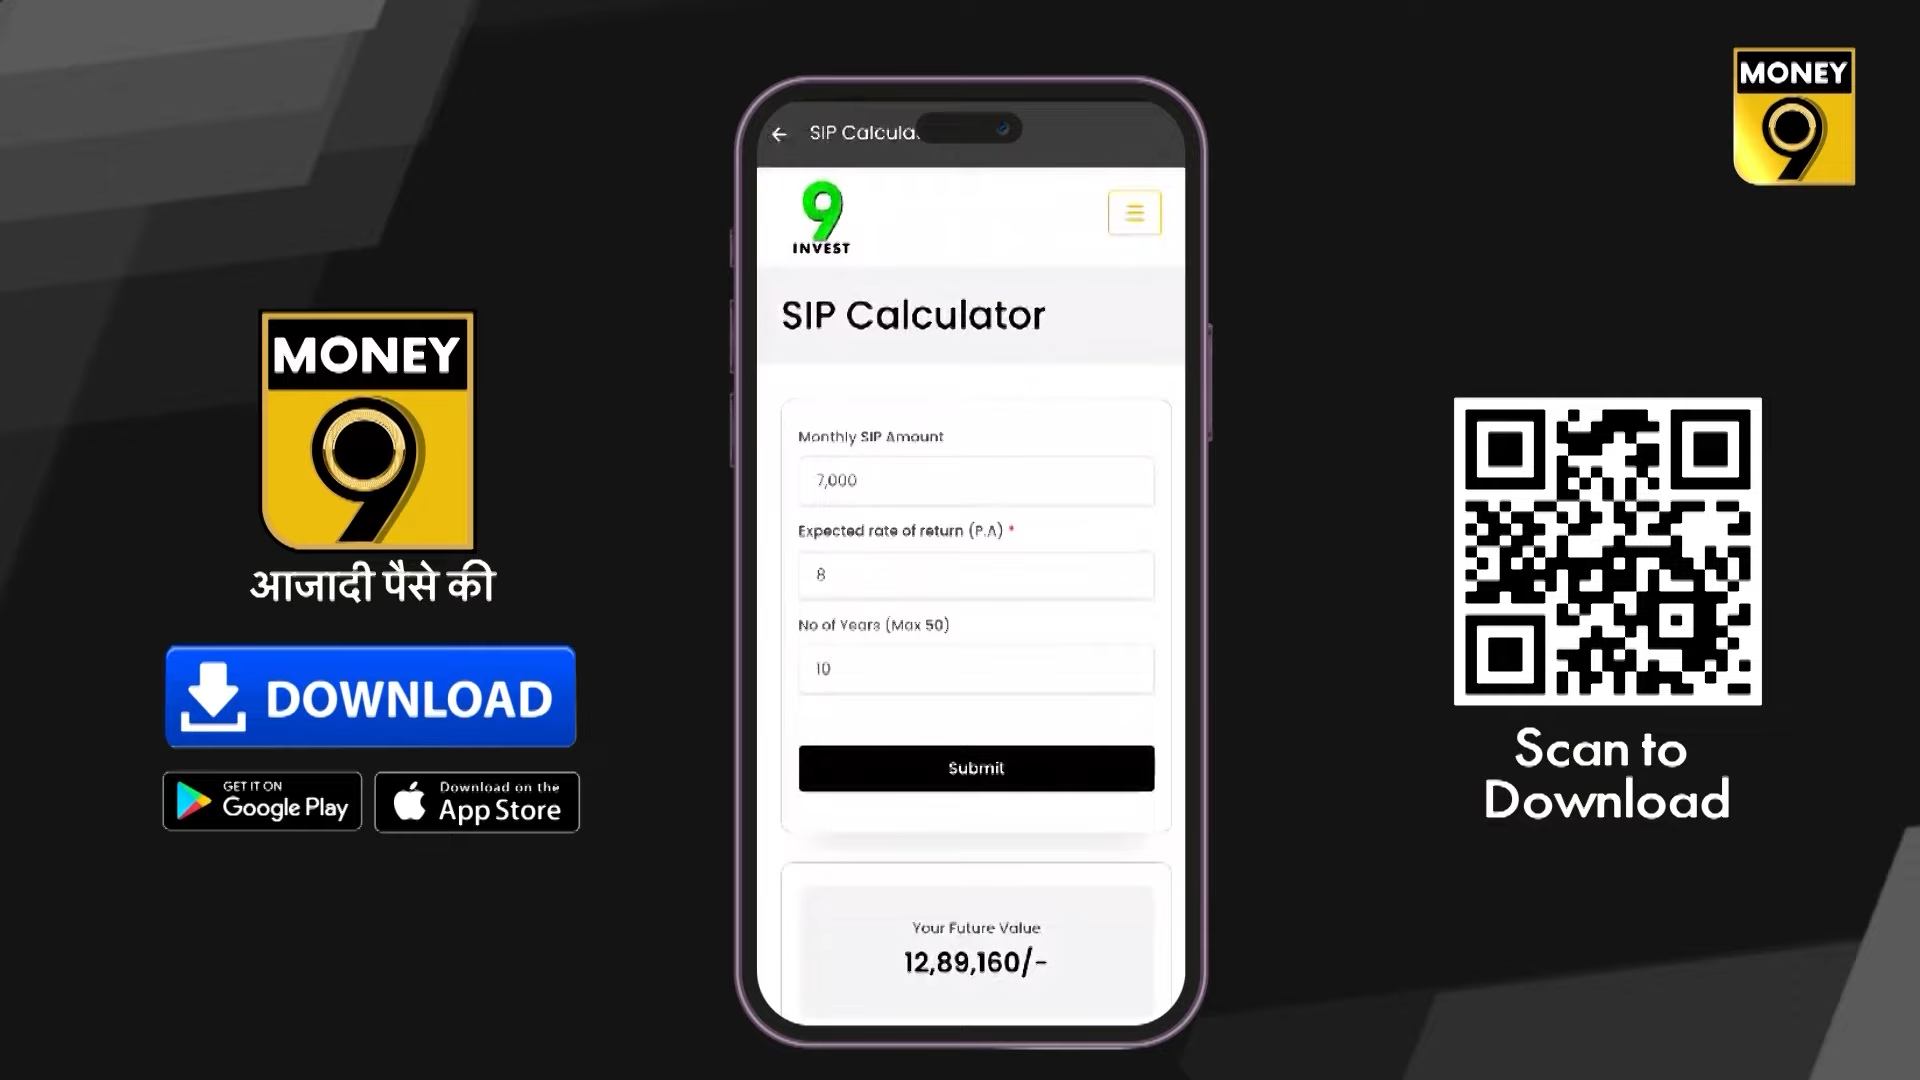 MONEY
9
आजादी पैसे की
DOWNLOAD
GET IT ON
Google Play
Download on the
App Store
SIP Calcula
9
INVEST
SIP Calculator
Monthly SIP Amount
7,000
Expected rate of return (P.A) *
8
No of Years (Max 50)
10
Submit
Your Future Value
12,89,160/-
MONEY
9
Scan to
Download